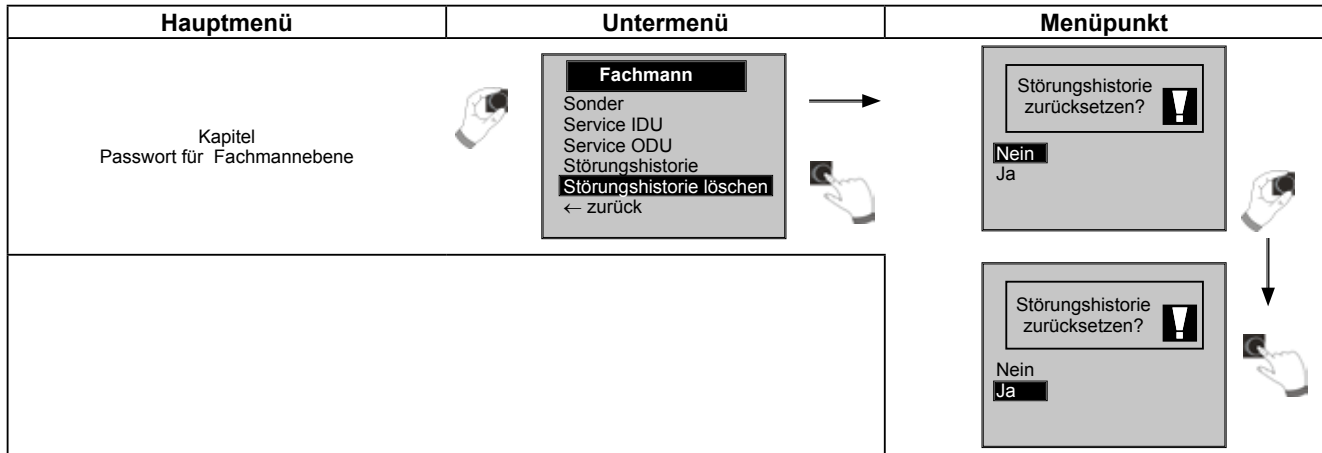 Hauptmenü
Untermenü
Menüpunkt
Kapitel
Passwort für Fachmannebene
Fachmann
Sonder
Service IDU
Service ODU
Störungshistorie
Störungshistorie löschen
← zurück
Störungshistorie
zurücksetzen?
!
Nein
Ja
Störungshistorie
zurücksetzen?
!
Nein
Ja